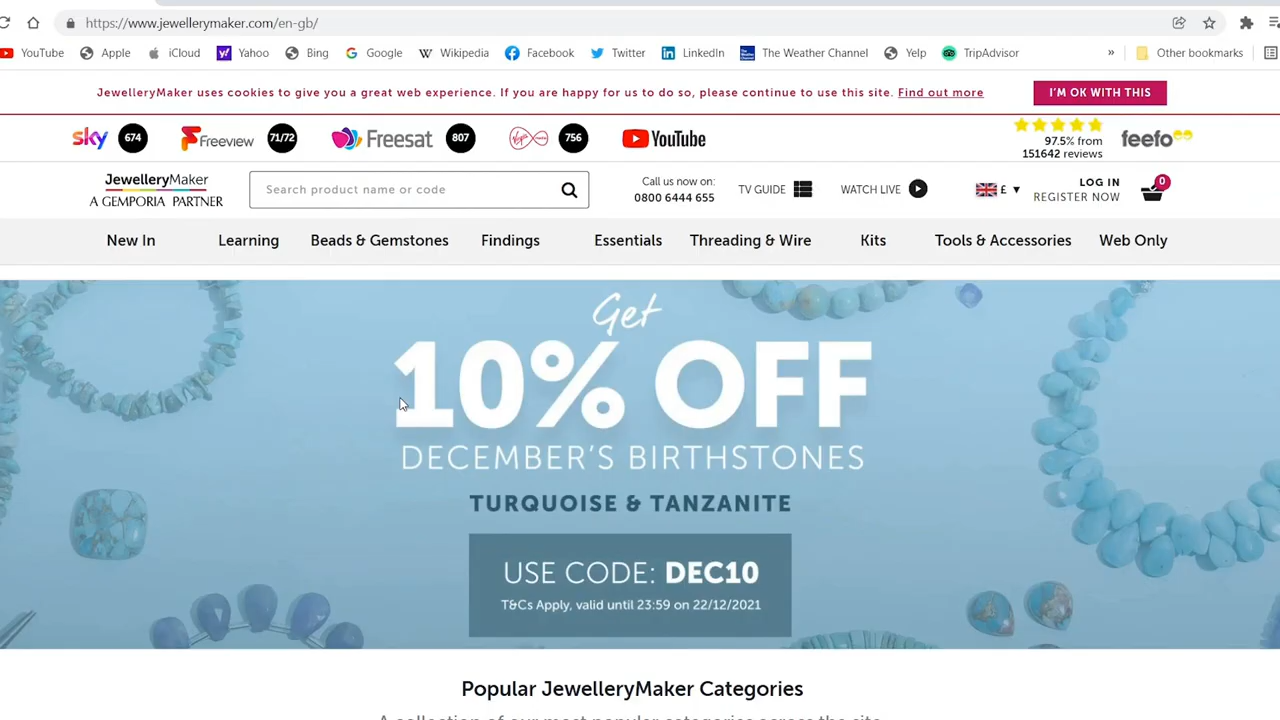 https://www.jewellerymaker.com/en-gb/
YouTube Apple iCloud Yahoo Bing Google Wikipedia Facebook Twitter LinkedIn The Weather Channel Yelp TripAdvisor » Other bookmarks
JewelleryMaker uses cookies to give you a great web experience. If you are happy for us to do so, please continue to use this site. Find out more I'M OK WITH THIS
sky 674 Freeview 71/72 Freesat 807 756 YouTube
97.5% from
151642 reviews
feefo
JewelleryMaker
A GEMPORIA PARTNER
Search product name or code
Call us now on:
0800 6444 655
TV GUIDE WATCH LIVE £ ▼
LOG IN
REGISTER NOW
0
New In Learning Beads & Gemstones Findings Essentials Threading & Wire Kits Tools & Accessories Web Only
Get
10% OFF
DECEMBER'S BIRTHSTONES
TURQUOISE & TANZANITE
USE CODE: DEC10
T&Cs Apply, valid until 23:59 on 22/12/2021
Popular JewelleryMaker Categories
A collection of our most popular categories across the site